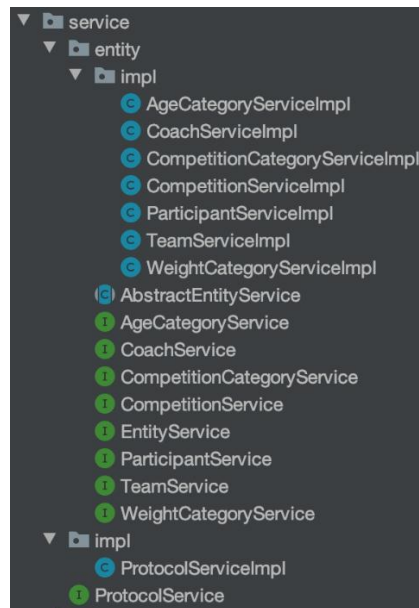 service
entity
impl
AgeCategoryServiceImpl
CoachServiceImpl
CompetitionCategoryServiceImpl
CompetitionServiceImpl
ParticipantServiceImpl
TeamServiceImpl
WeightCategoryServiceImpl
AbstractEntityService
AgeCategoryService
CoachService
CompetitionCategoryService
CompetitionService
EntityService
ParticipantService
TeamService
WeightCategoryService
impl
ProtocolServiceImpl
ProtocolService